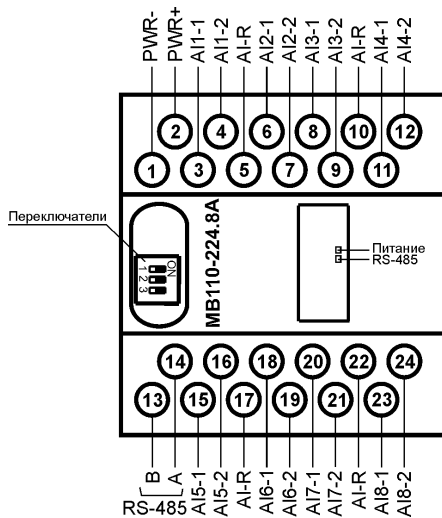 PWR-
PWR+
AI1-1
AI1-2
AI-R
AI2-1
AI2-2
AI3-1
AI3-2
AI-R
AI4-1
AI4-2
2
4
6
8
10
12
1
3
5
7
9
11
Переключатели
ON
1 2 3
МВ110-224.8А
Питание
RS-485
14
16
18
20
22
24
13
15
17
19
21
23
B
A
RS-485
AI5-1
AI5-2
AI-R
AI6-1
AI6-2
AI7-1
AI7-2
AI-R
AI8-1
AI8-2